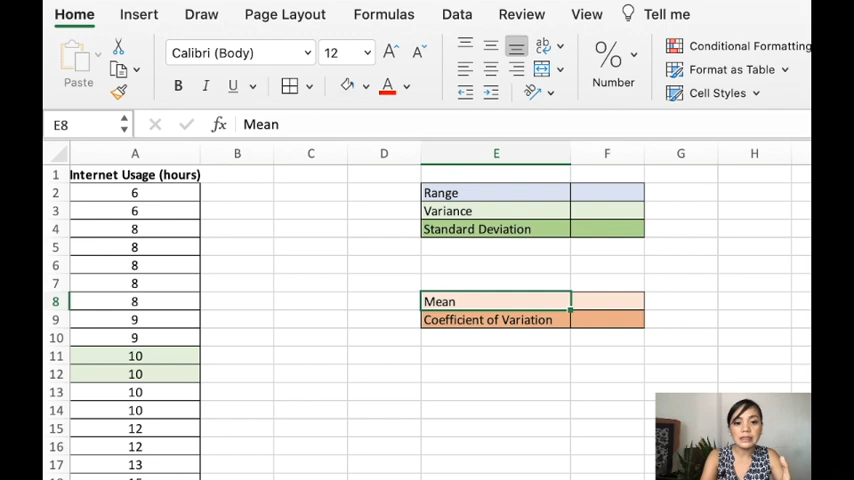 Home Insert Draw Page Layout Formulas Data Review View Tell me
Paste
Calibri (Body) 12 A A
B I U A
ab
%
Number
Conditional Formatting
Format as Table
Cell Styles
E8 fx Mean
A B C D E F G H
1 Internet Usage (hours)
2 6 Range
3 6 Variance
4 8 Standard Deviation
5 8
6 8
7 8
8 8 Mean
9 9 Coefficient of Variation
10 9
11 10
12 10
13 10
14 10
15 12
16 12
17 13